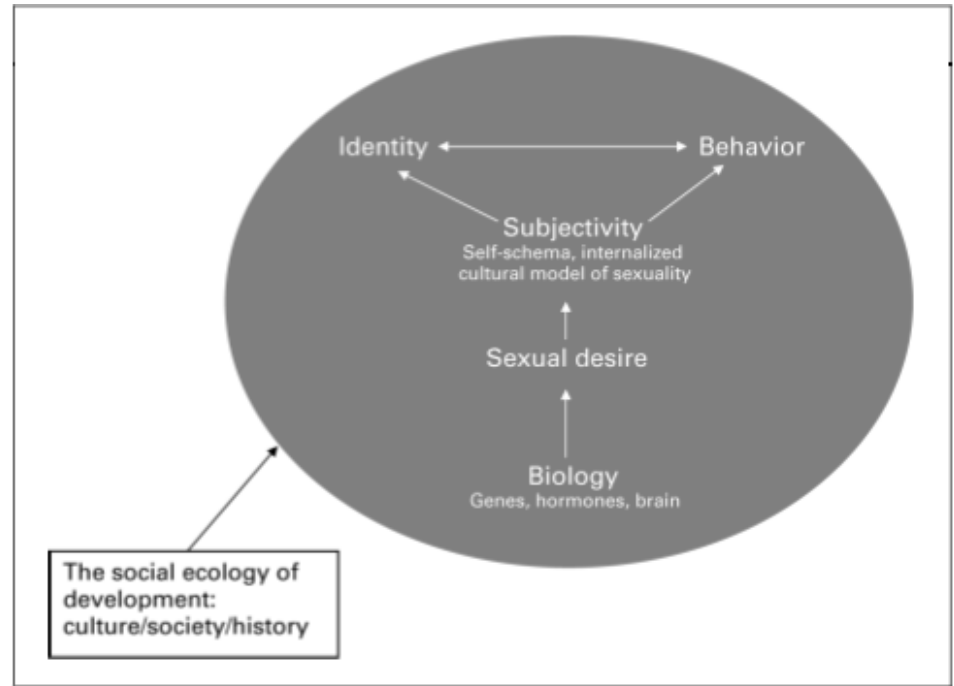 Identity
Behavior
Subjectivity
Self-schema, internalized
cultural model of sexuality
Sexual desire
Biology
Genes, hormones, brain
The social ecology of
development:
culture/society/history